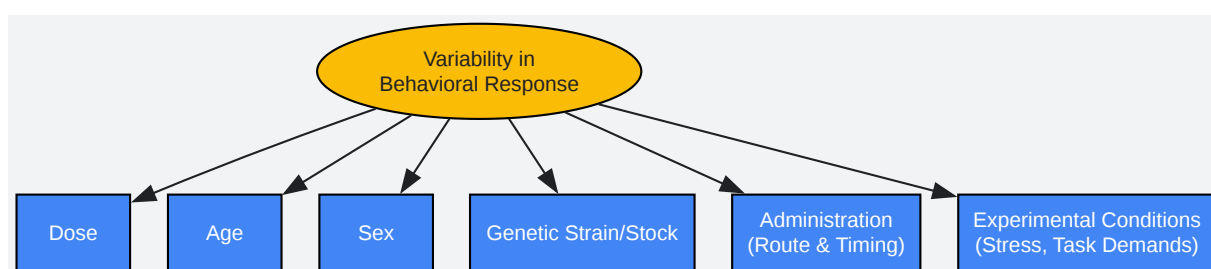 Variability in
Behavioral Response
Dose
Age
Sex
Genetic Strain/Stock
Administration
(Route & Timing)
Experimental Conditions
(Stress, Task Demands)